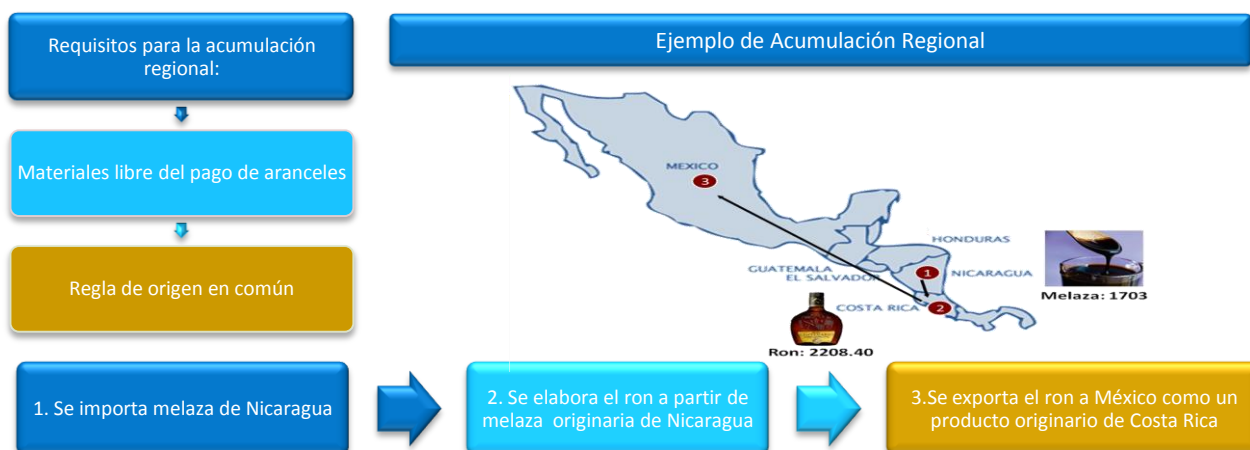 Requisitos para la acumulación
regional:
Materiales libre del pago de aranceles
Regla de origen en común
Ejemplo de Acumulación Regional
MEXICO
3
HONDURAS
GUATEMALA
EL SALVADOR
1
NICARAGUA
COSTA RICA
2
Melaza: 1703
Ron: 2208.40
1. Se importa melaza de Nicaragua
2. Se elabora el ron a partir de
melaza originaria de Nicaragua
3.Se exporta el ron a México como un
producto originario de Costa Rica